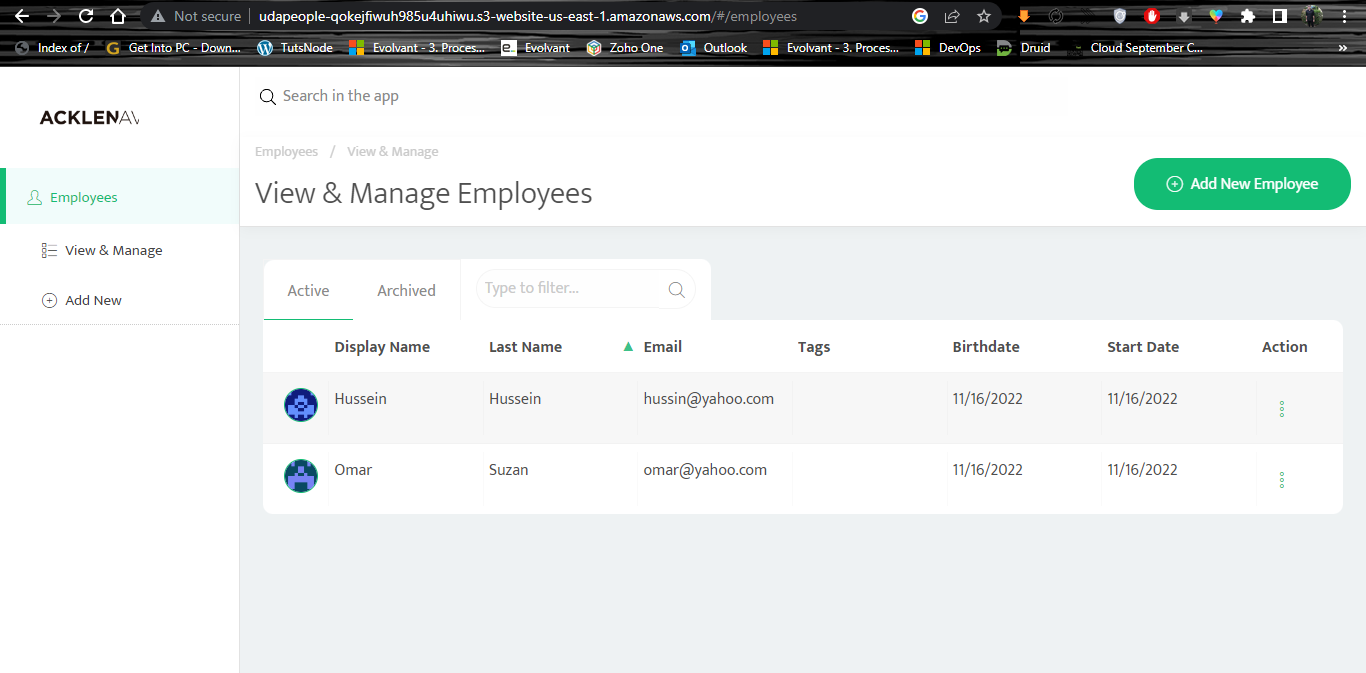 Not secure | udapeople-qokejfiwuh985u4uhiwu.s3-website-us-east-1.amazonaws.com/#/employees
Index of / Get Into PC - Down... TutsNode Evolvant - 3. Proces... Evolvant Zoho One Outlook Evolvant - 3. Proces... DevOps Druid Cloud September C... »
ACKLENAV
Search in the app
Employees / View & Manage
View & Manage Employees
Add New Employee
Employees
View & Manage
Add New
Active Archived Type to filter...
Display Name Last Name Email Tags Birthdate Start Date Action
Hussein Hussein hussin@yahoo.com 11/16/2022 11/16/2022
Omar Suzan omar@yahoo.com 11/16/2022 11/16/2022